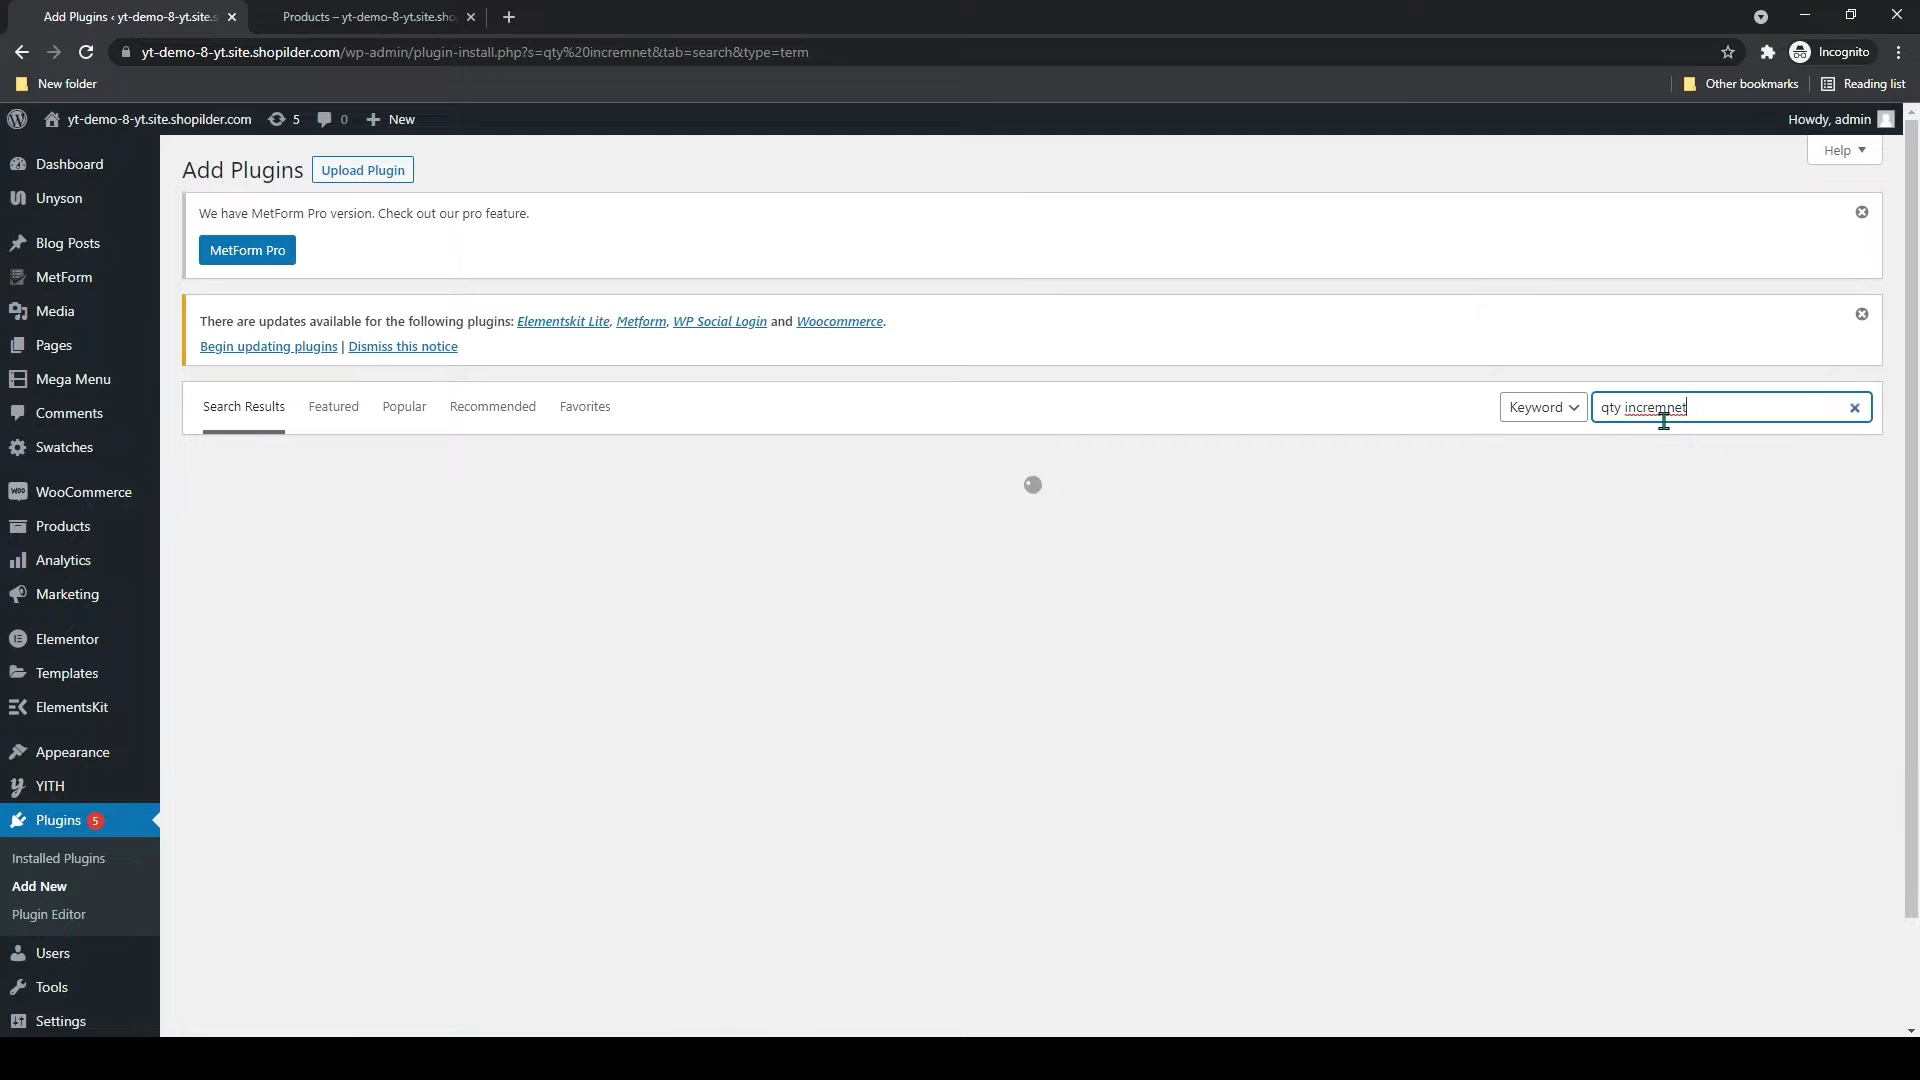 Add Plugins ‹ yt-demo-8-yt.site.s
Products – yt-demo-8-yt.site.sho
yt-demo-8-yt.site.shopilder.com/wp-admin/plugin-install.php?s=qty%20incremnet&tab=search&type=term
Incognito
New folder
Other bookmarks
Reading list
yt-demo-8-yt.site.shopilder.com
5
0
New
Howdy, admin
Dashboard
Unyson
Blog Posts
MetForm
Media
Pages
Mega Menu
Comments
Swatches
WooCommerce
Products
Analytics
Marketing
Elementor
Templates
ElementsKit
Appearance
YITH
Plugins 5
Installed Plugins
Add New
Plugin Editor
Users
Tools
Settings
Help
Add Plugins
Upload Plugin
We have MetForm Pro version. Check out our pro feature.
MetForm Pro
There are updates available for the following plugins: Elementskit Lite, Metform, WP Social Login and Woocommerce.
Begin updating plugins | Dismiss this notice
Search Results
Featured
Popular
Recommended
Favorites
Keyword
qty incremnet